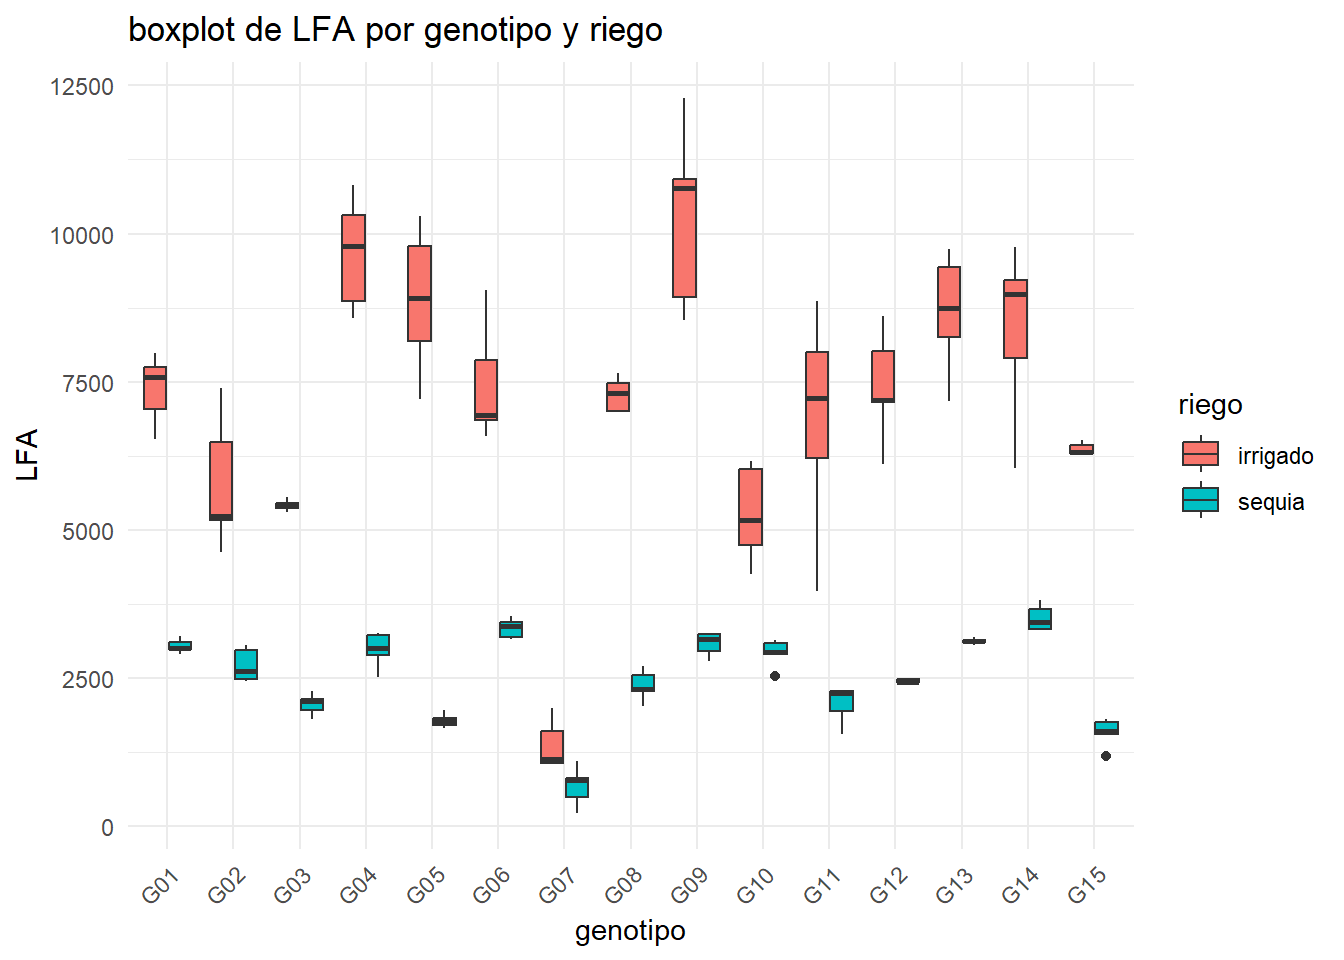 boxplot de LFA por genotipo y riego
12500
10000
7500
5000
2500
0
LFA
G01 G02 G03 G04 G05 G06 G07 G08 G09 G10 G11 G12 G13 G14 G15
genotipo
riego
irrigado
sequia